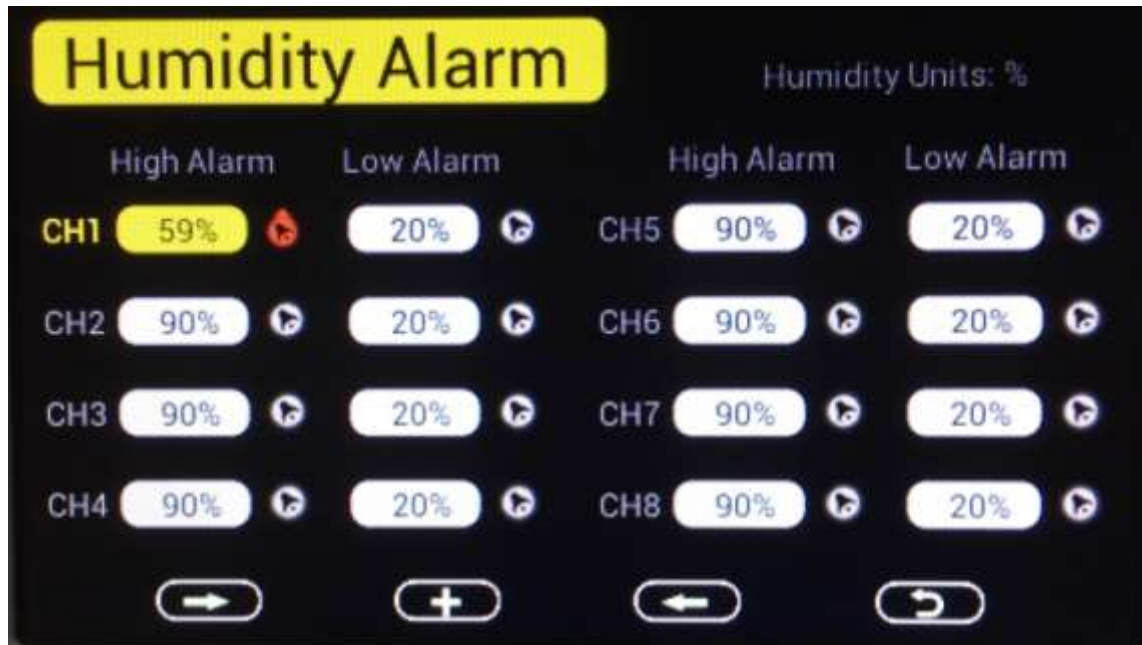 Humidity Alarm
Humidity Units: %
High Alarm Low Alarm High Alarm Low Alarm
CH1 59% 20% CH5 90% 20%
CH2 90% 20% CH6 90% 20%
CH3 90% 20% CH7 90% 20%
CH4 90% 20% CH8 90% 20%